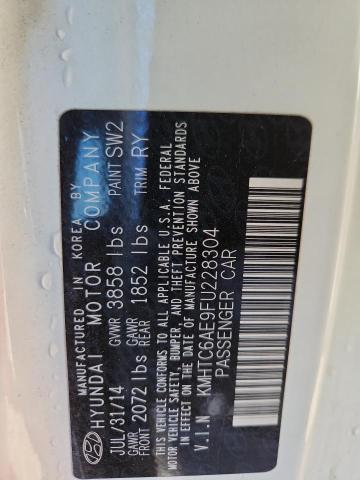 MANUFACTURED IN KOREA BY
HYUNDAI MOTOR COMPANY
JUL/31/14 GVWR 3858 lbs PAINT SW2
GAWR FRONT 2072 lbs GAWR REAR 1852 lbs TRIM RY
THIS VEHICLE CONFORMS TO ALL APPLICABLE U.S.A. FEDERAL
MOTOR VEHICLE SAFETY, BUMPER, AND THEFT PREVENTION STANDARDS
IN EFFECT ON THE DATE OF MANUFACTURE SHOWN ABOVE
V.I.N KMHTC6AE9FU228304
PASSENGER CAR